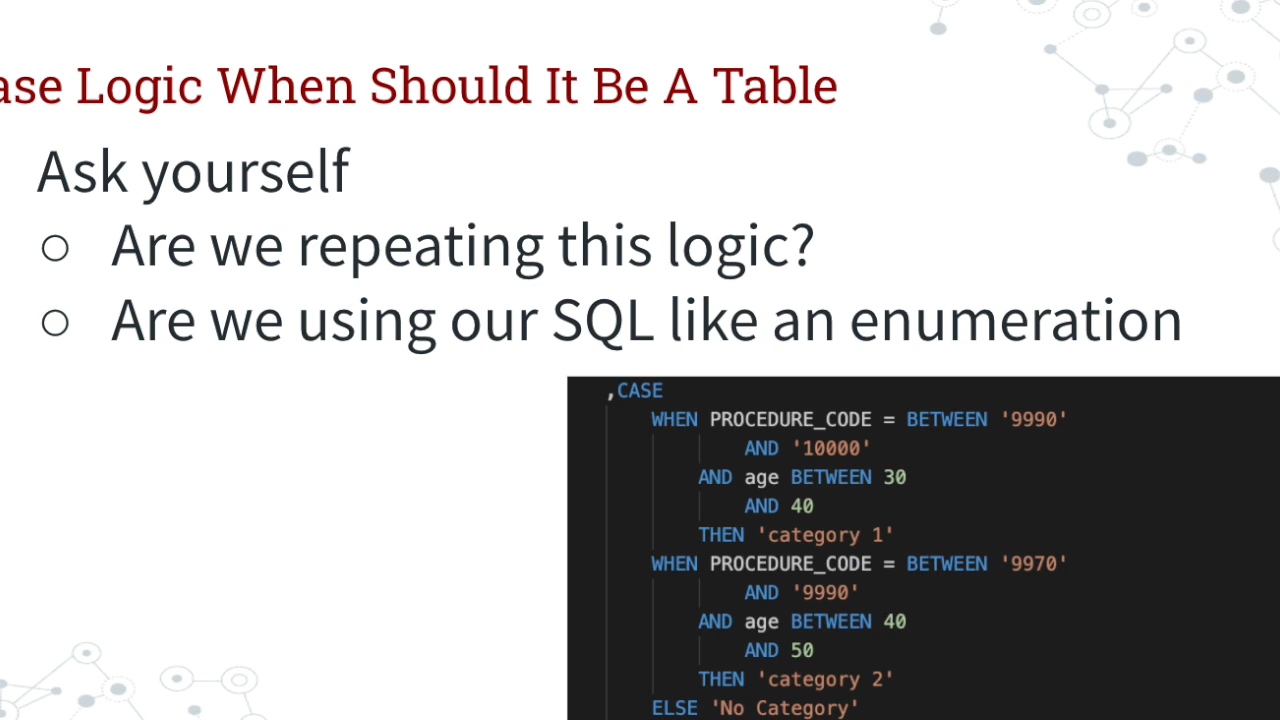 ase Logic When Should It Be A Table
Ask yourself
○ Are we repeating this logic?
○ Are we using our SQL like an enumeration
,CASE
WHEN PROCEDURE_CODE = BETWEEN '9990'
AND '10000'
AND age BETWEEN 30
AND 40
THEN 'category 1'
WHEN PROCEDURE_CODE = BETWEEN '9970'
AND '9990'
AND age BETWEEN 40
AND 50
THEN 'category 2'
ELSE 'No Category'